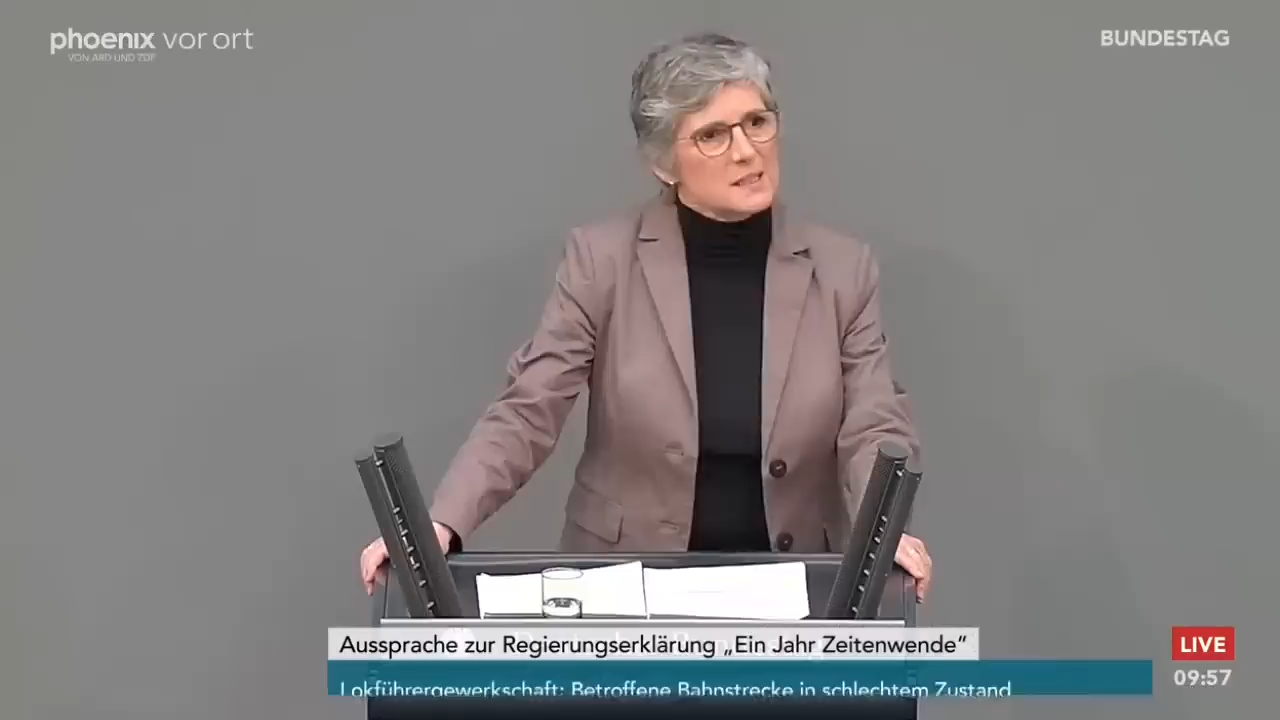 phoenix vor ort
VON ARD UND ZDF
BUNDESTAG
Aussprache zur Regierungserklärung „Ein Jahr Zeitenwende“
LIVE
Lokführergewerkschaft: Betroffene Bahnstrecke in schlechtem Zustand
09:57